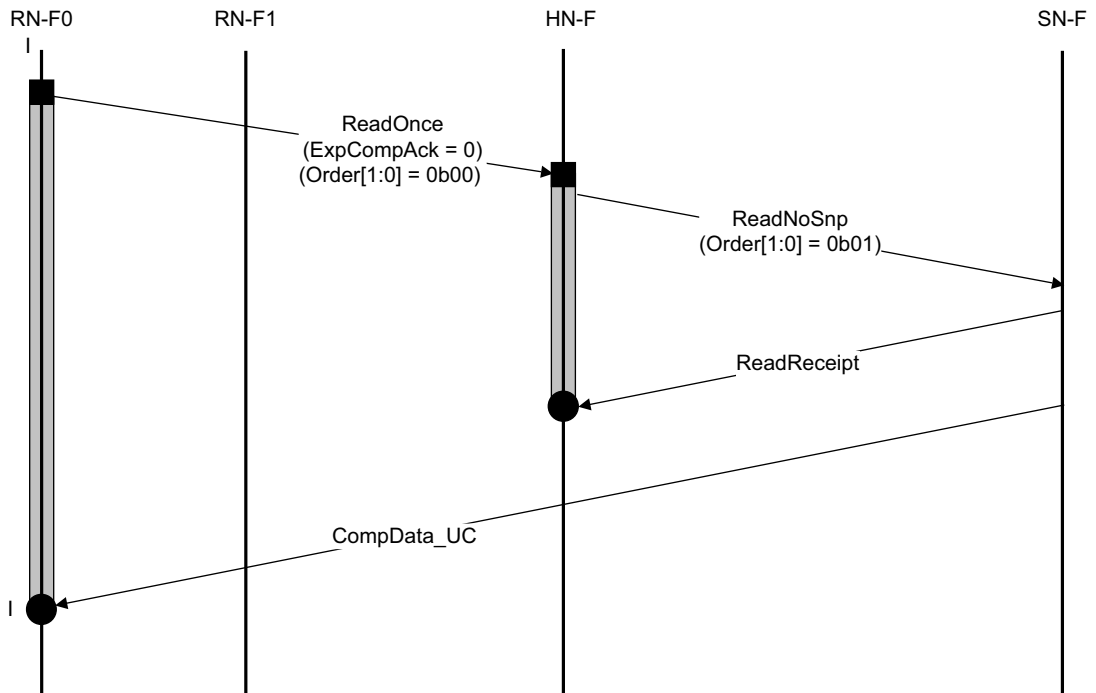 RN-F0
RN-F1
HN-F
SN-F
I
ReadOnce
(ExpCompAck = 0)
(Order[1:0] = 0b00)
ReadNoSnp
(Order[1:0] = 0b01)
ReadReceipt
CompData_UC
I